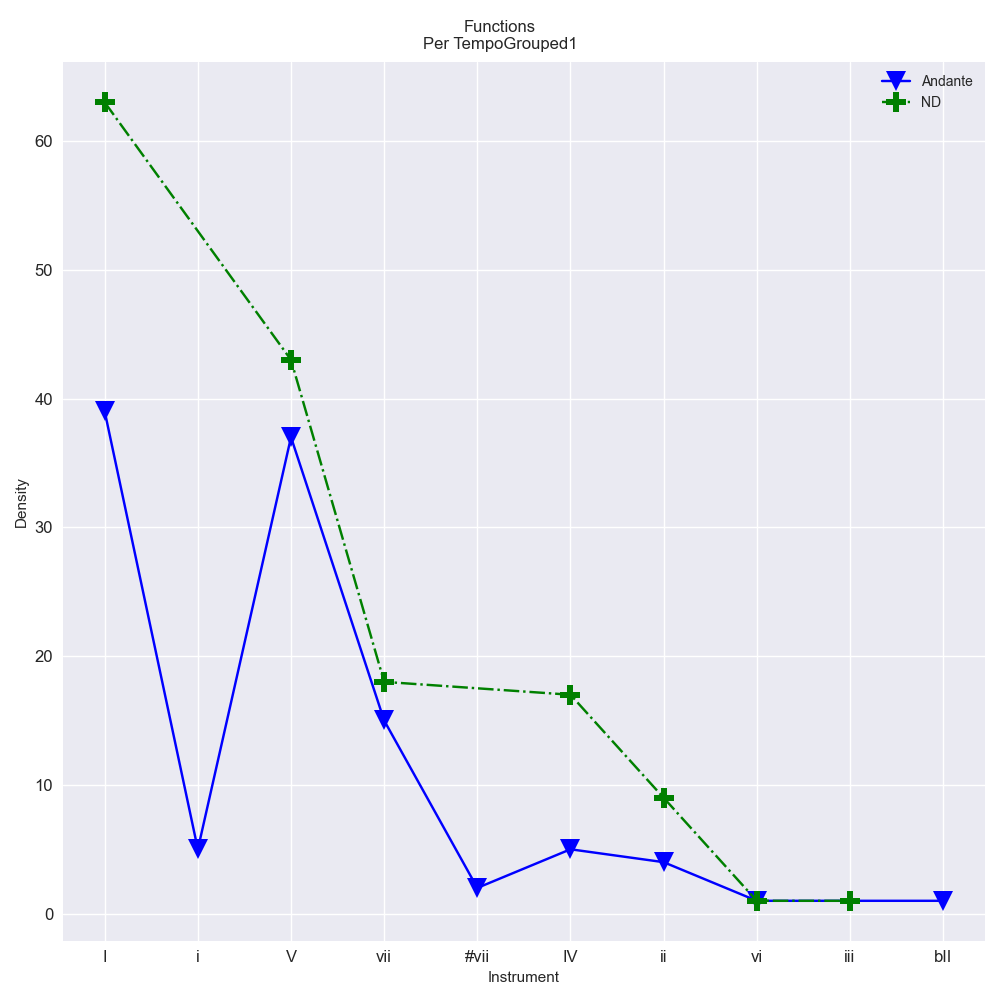 Functions
Per TempoGrouped1
Andante
ND
Density
60
50
40
30
20
10
0
I i V vii #vii IV ii vi iii bII
Instrument